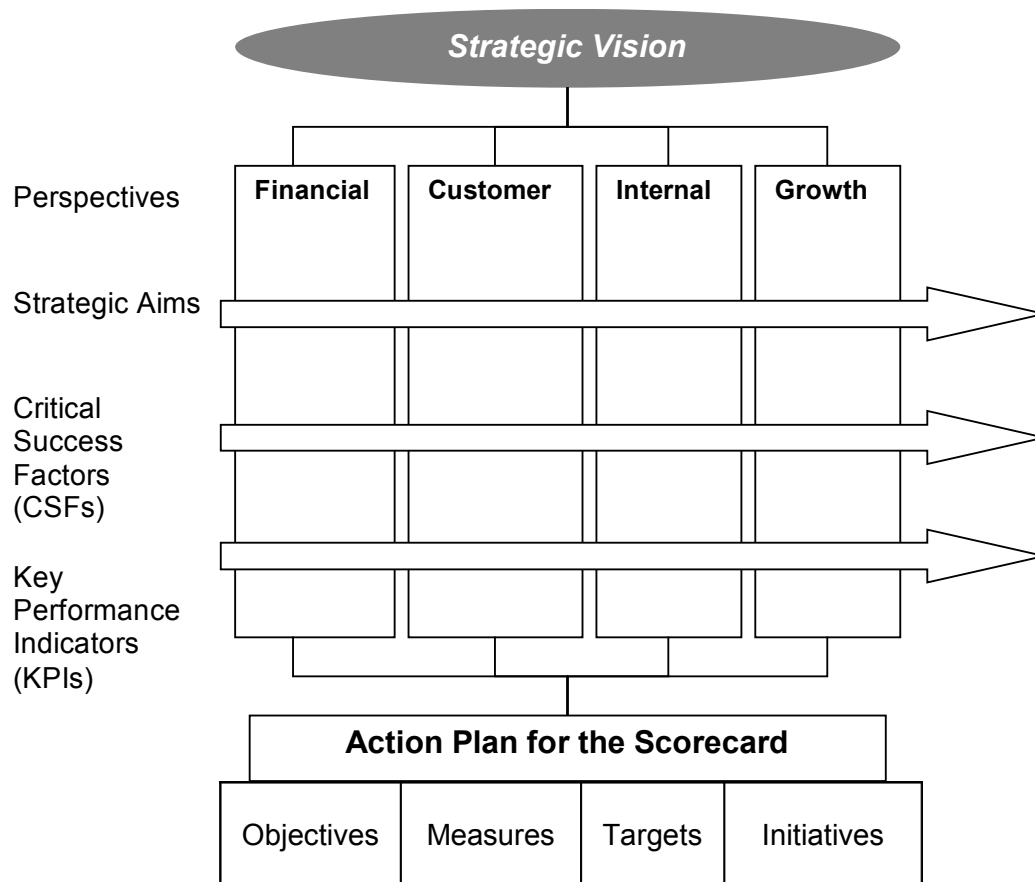 Strategic Vision
Perspectives
Financial
Customer
Internal
Growth
Strategic Aims
Critical
Success
Factors
(CSFs)
Key
Performance
Indicators
(KPIs)
Action Plan for the Scorecard
Objectives
Measures
Targets
Initiatives